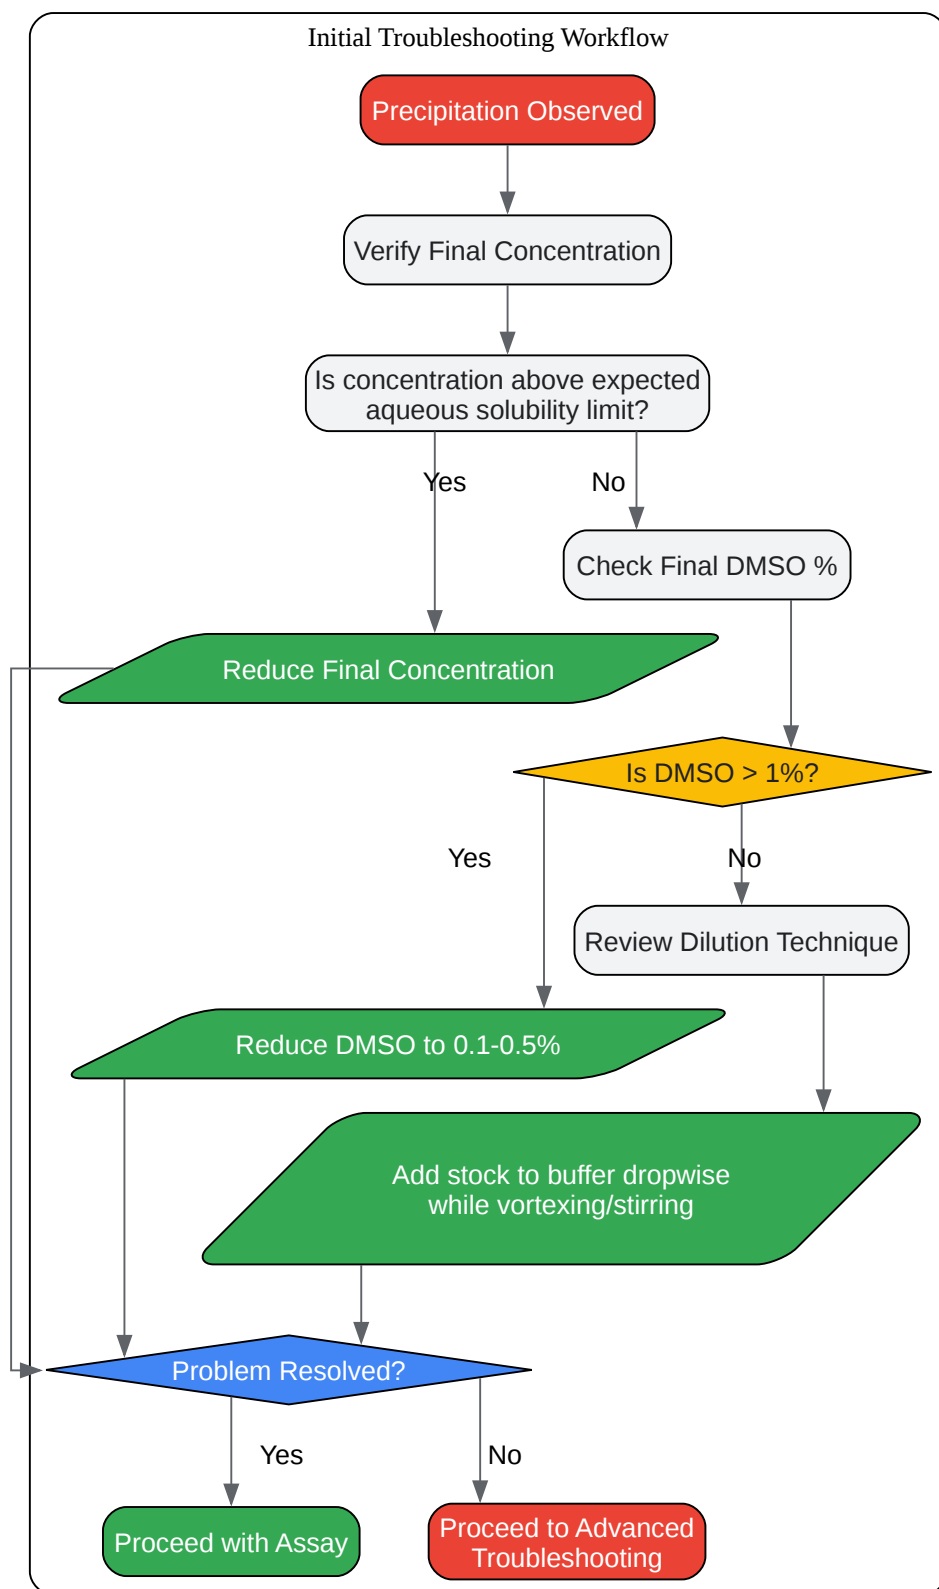 Initial Troubleshooting Workflow
Precipitation Observed
Verify Final Concentration
Is concentration above expected
aqueous solubility limit?
Yes
No
Check Final DMSO %
Reduce Final Concentration
Is DMSO > 1%?
Yes
No
Review Dilution Technique
Reduce DMSO to 0.1-0.5%
Add stock to buffer dropwise
while vortexing/stirring
Problem Resolved?
Yes
No
Proceed with Assay
Proceed to Advanced
Troubleshooting